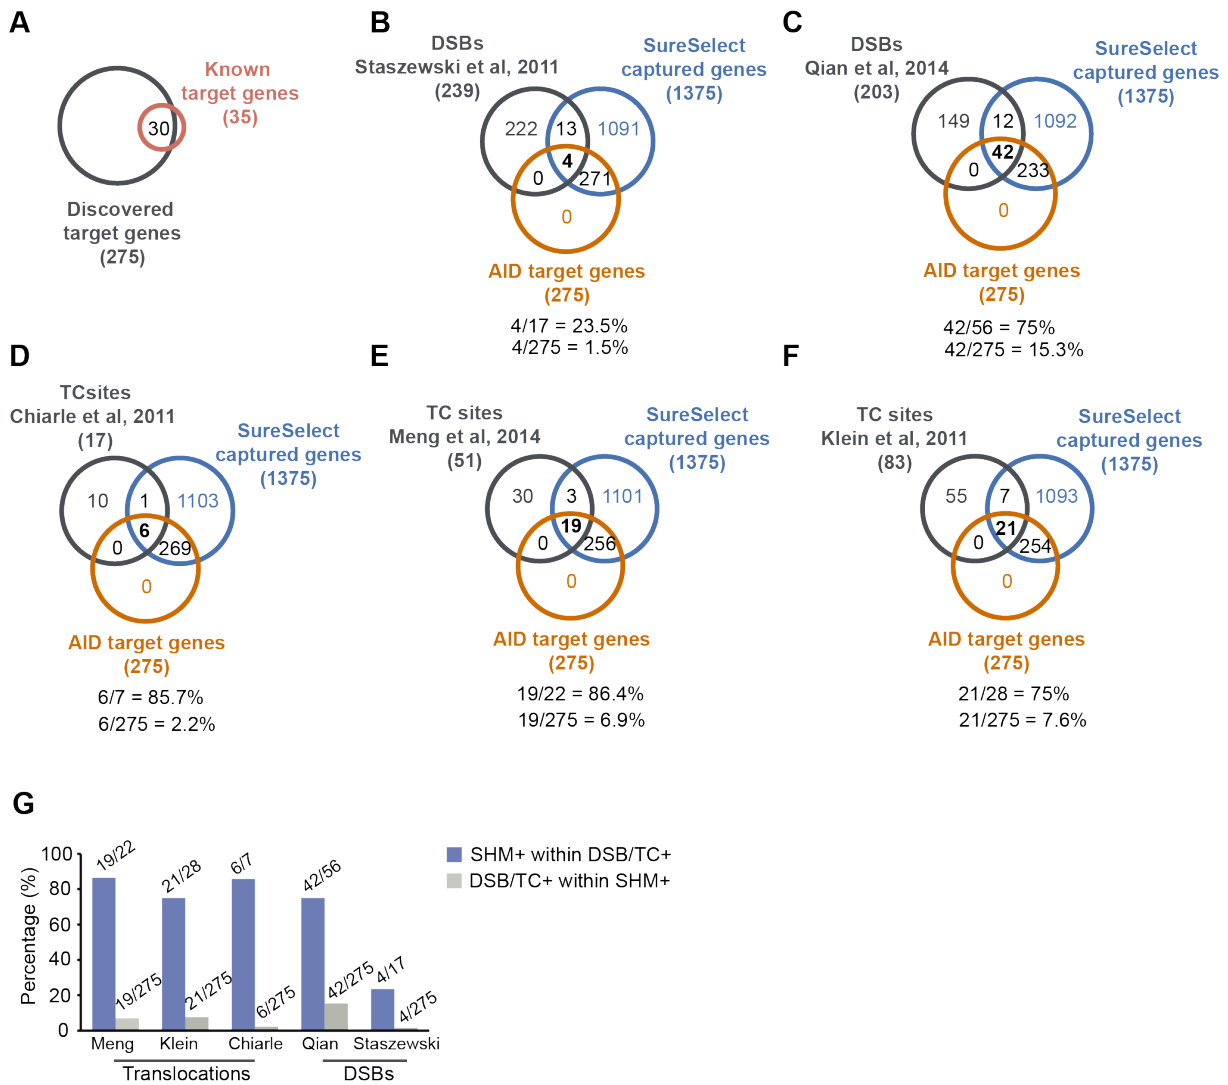 A
Known
target genes
(35)
30
Discovered
target genes
(275)
B
DSBs
Staszewski et al, 2011
(239)
SureSelect
captured genes
(1375)
222
13
1091
4
0
271
0
AID target genes
(275)
4/17 = 23.5%
4/275 = 1.5%
C
DSBs
Qian et al, 2014
(203)
SureSelect
captured genes
(1375)
149
12
1092
42
0
233
0
AID target genes
(275)
42/56 = 75%
42/275 = 15.3%
D
TCsites
Chiarle et al, 2011
(17)
SureSelect
captured genes
(1375)
10
1
1103
6
0
269
0
AID target genes
(275)
6/7 = 85.7%
6/275 = 2.2%
E
TC sites
Meng et al, 2014
(51)
SureSelect
captured genes
(1375)
30
3
1101
19
0
256
0
AID target genes
(275)
19/22 = 86.4%
19/275 = 6.9%
F
TC sites
Klein et al, 2011
(83)
SureSelect
captured genes
(1375)
55
7
1093
21
0
254
0
AID target genes
(275)
21/28 = 75%
21/275 = 7.6%
G
Percentage (%)
100
80
60
40
20
0
19/22
19/275
21/28
21/275
6/7
6/275
42/56
42/275
4/17
4/275
Meng
Klein
Chiarle
Qian
Staszewski
Translocations
DSBs
SHM+ within DSB/TC+
DSB/TC+ within SHM+